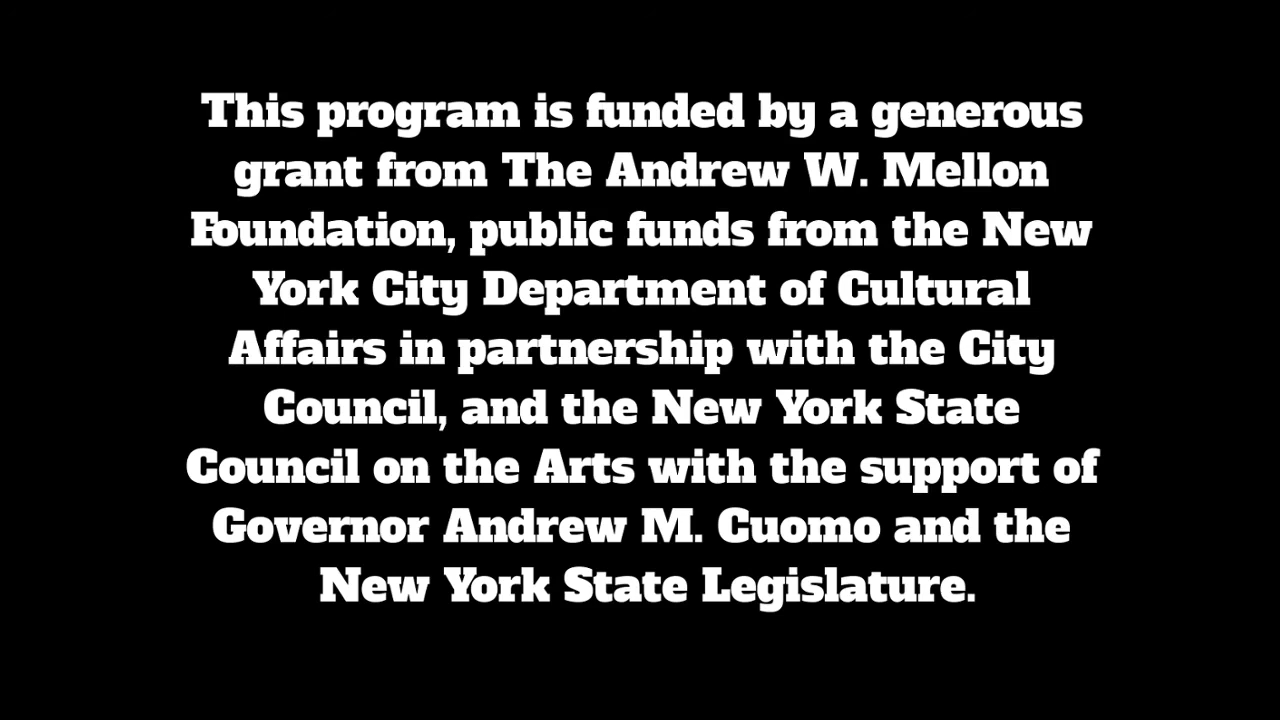 This program is funded by a generous
grant from The Andrew W. Mellon
Foundation, public funds from the New
York City Department of Cultural
Affairs in partnership with the City
Council, and the New York State
Council on the Arts with the support of
Governor Andrew M. Cuomo and the
New York State Legislature.